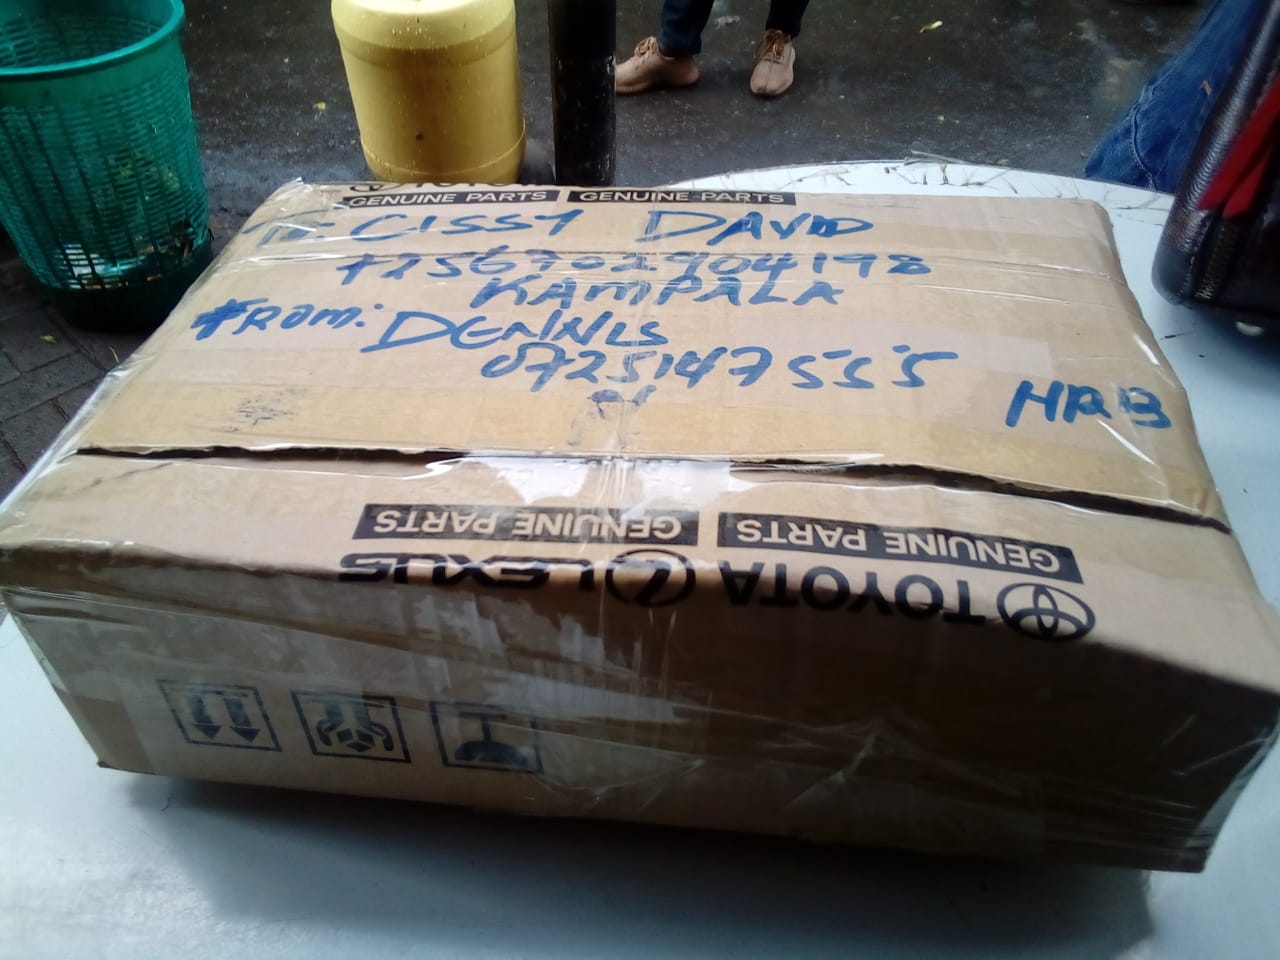 GENUINE PARTS GENUINE PARTS
To: CISSY DAVID
+256702904198
KAMPALA
FROM: DENNIS
0725147555
HRB
GENUINE PARTS GENUINE PARTS
TOYOTA LEXUS